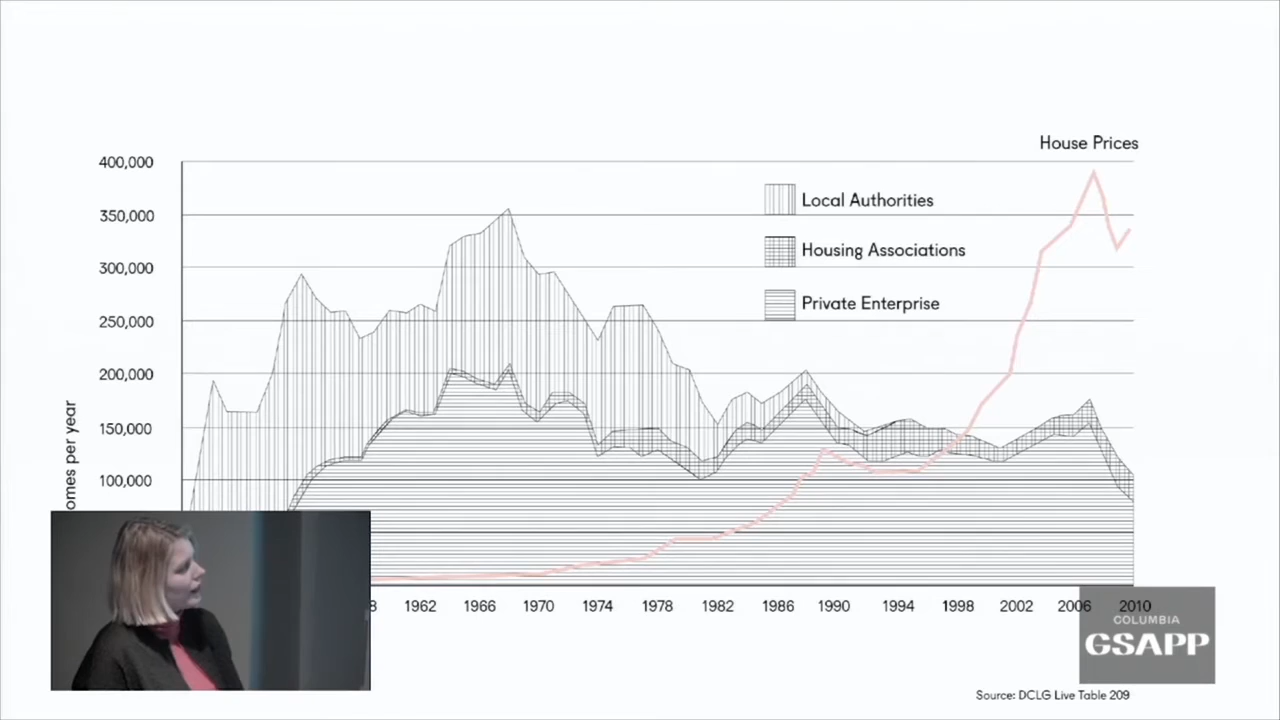 House Prices
400,000
350,000
300,000
250,000
200,000
150,000
100,000
Local Authorities
Housing Associations
Private Enterprise
per year
1962 1966 1970 1974 1978 1982 1986 1990 1994 1998 2002 2006 2010
COLUMBIA
GSAPP
Source: DCLG Live Table 209